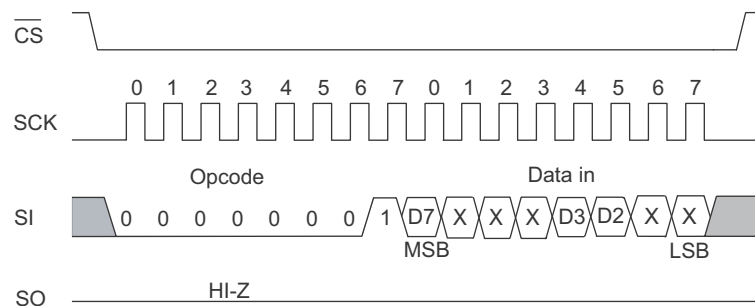 CS
0 1 2 3 4 5 6 7 0 1 2 3 4 5 6 7
SCK
Opcode Data in
SI 0 0 0 0 0 0 0 1 D7 X X X D3 D2 X X
MSB LSB
HI-Z
SO